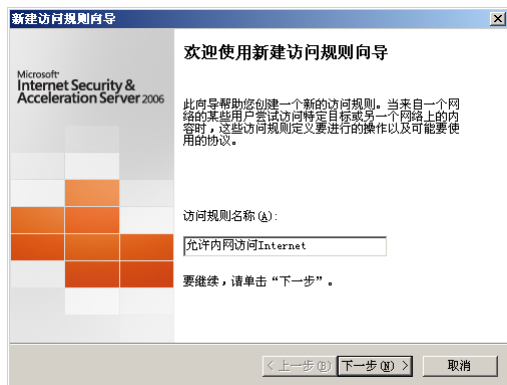 新建访问规则向导
Microsoft
Internet Security &
Acceleration Server 2006
欢迎使用新建访问规则向导
此向导帮助您创建一个新的访问规则。当来自一个网
络的某些用户尝试访问特定目标或另一个网络上的内
容时，这些访问规则定义要进行的操作以及可能要使
用的协议。
访问规则名称(A):
允许内网访问Internet
要继续，请单击“下一步”。
< 上一步(B)
下一步(N) >
取消